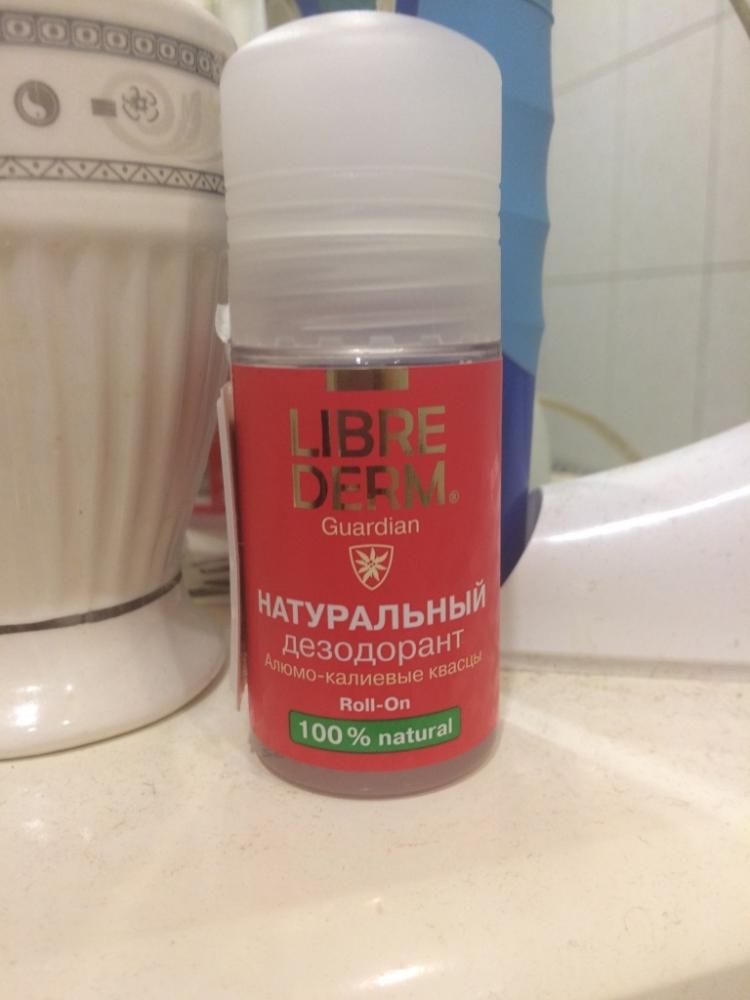 LIBRE
DERM®
Guardian
НАТУРАЛЬНЫЙ
дезодорант
Алюмо-калиевые квасцы
Roll-On
100% natural